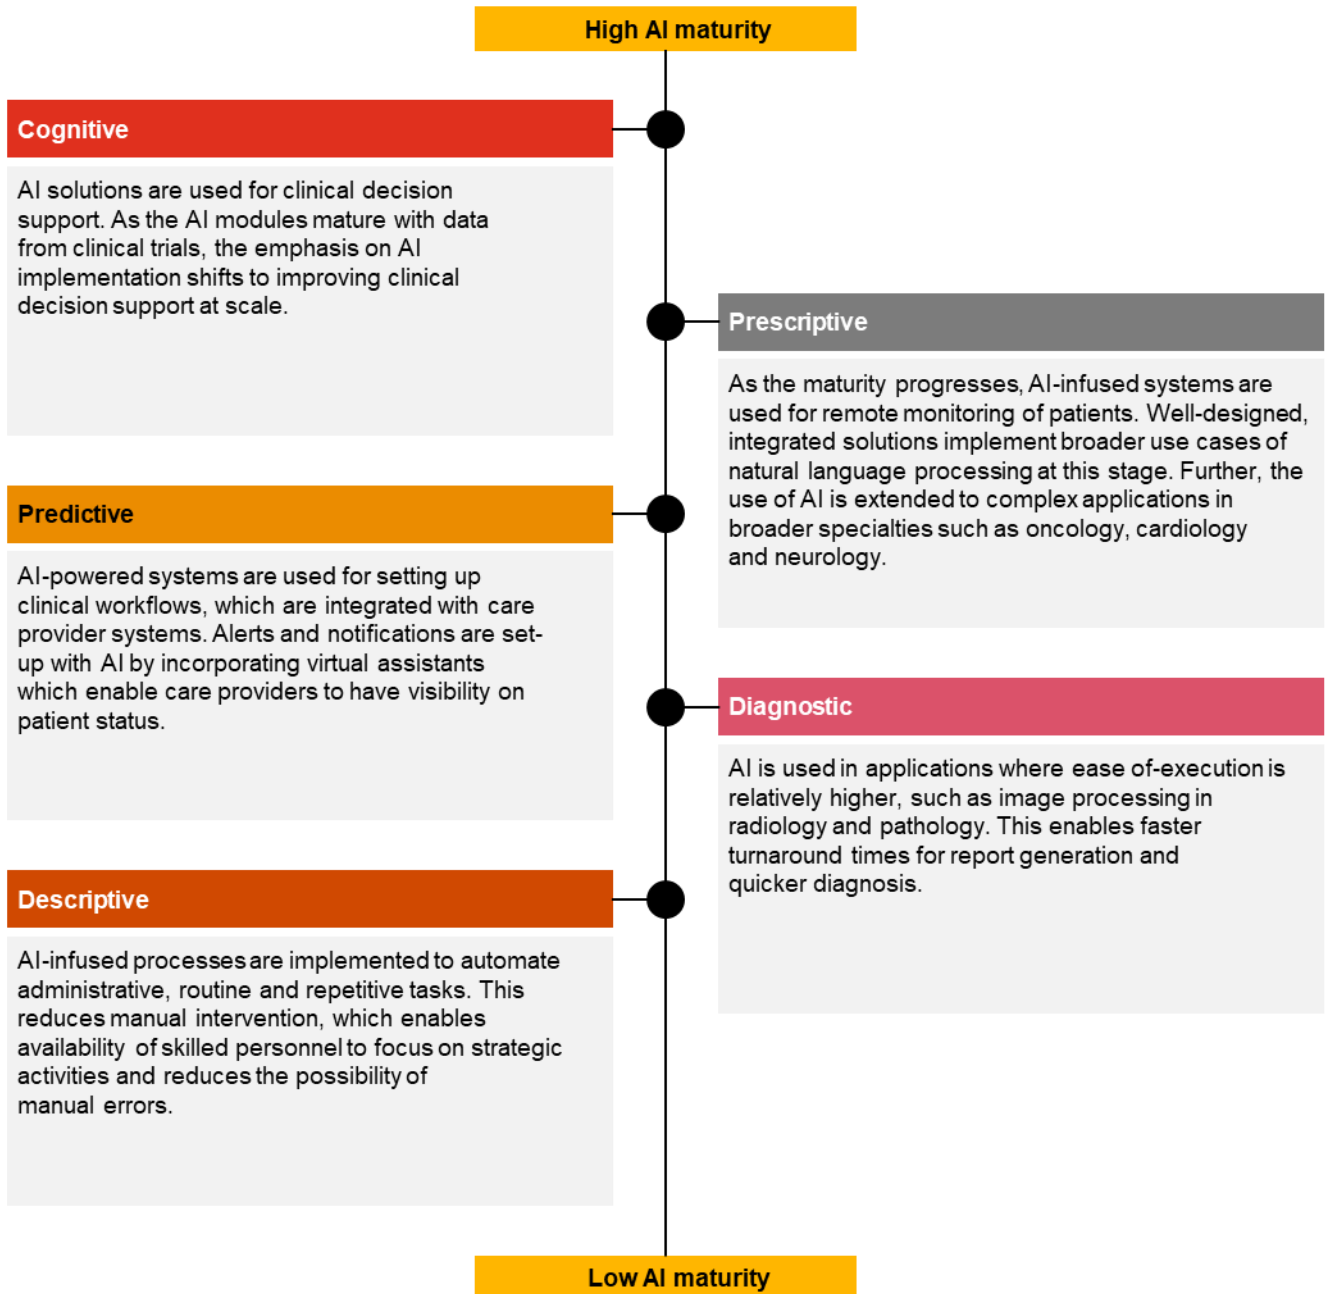 High AI maturity
Cognitive
AI solutions are used for clinical decision
support. As the AI modules mature with data
from clinical trials, the emphasis on AI
implementation shifts to improving clinical
decision support at scale.
Prescriptive
As the maturity progresses, AI-infused systems are
used for remote monitoring of patients. Well-designed,
integrated solutions implement broader use cases of
natural language processing at this stage. Further, the
use of AI is extended to complex applications in
broader specialties such as oncology, cardiology
and neurology.
Predictive
AI-powered systems are used for setting up
clinical workflows, which are integrated with care
provider systems. Alerts and notifications are set-
up with AI by incorporating virtual assistants
which enable care providers to have visibility on
patient status.
Diagnostic
AI is used in applications where ease of-execution is
relatively higher, such as image processing in
radiology and pathology. This enables faster
turnaround times for report generation and
quicker diagnosis.
Descriptive
AI-infused processes are implemented to automate
administrative, routine and repetitive tasks. This
reduces manual intervention, which enables
availability of skilled personnel to focus on strategic
activities and reduces the possibility of
manual errors.
Low AI maturity